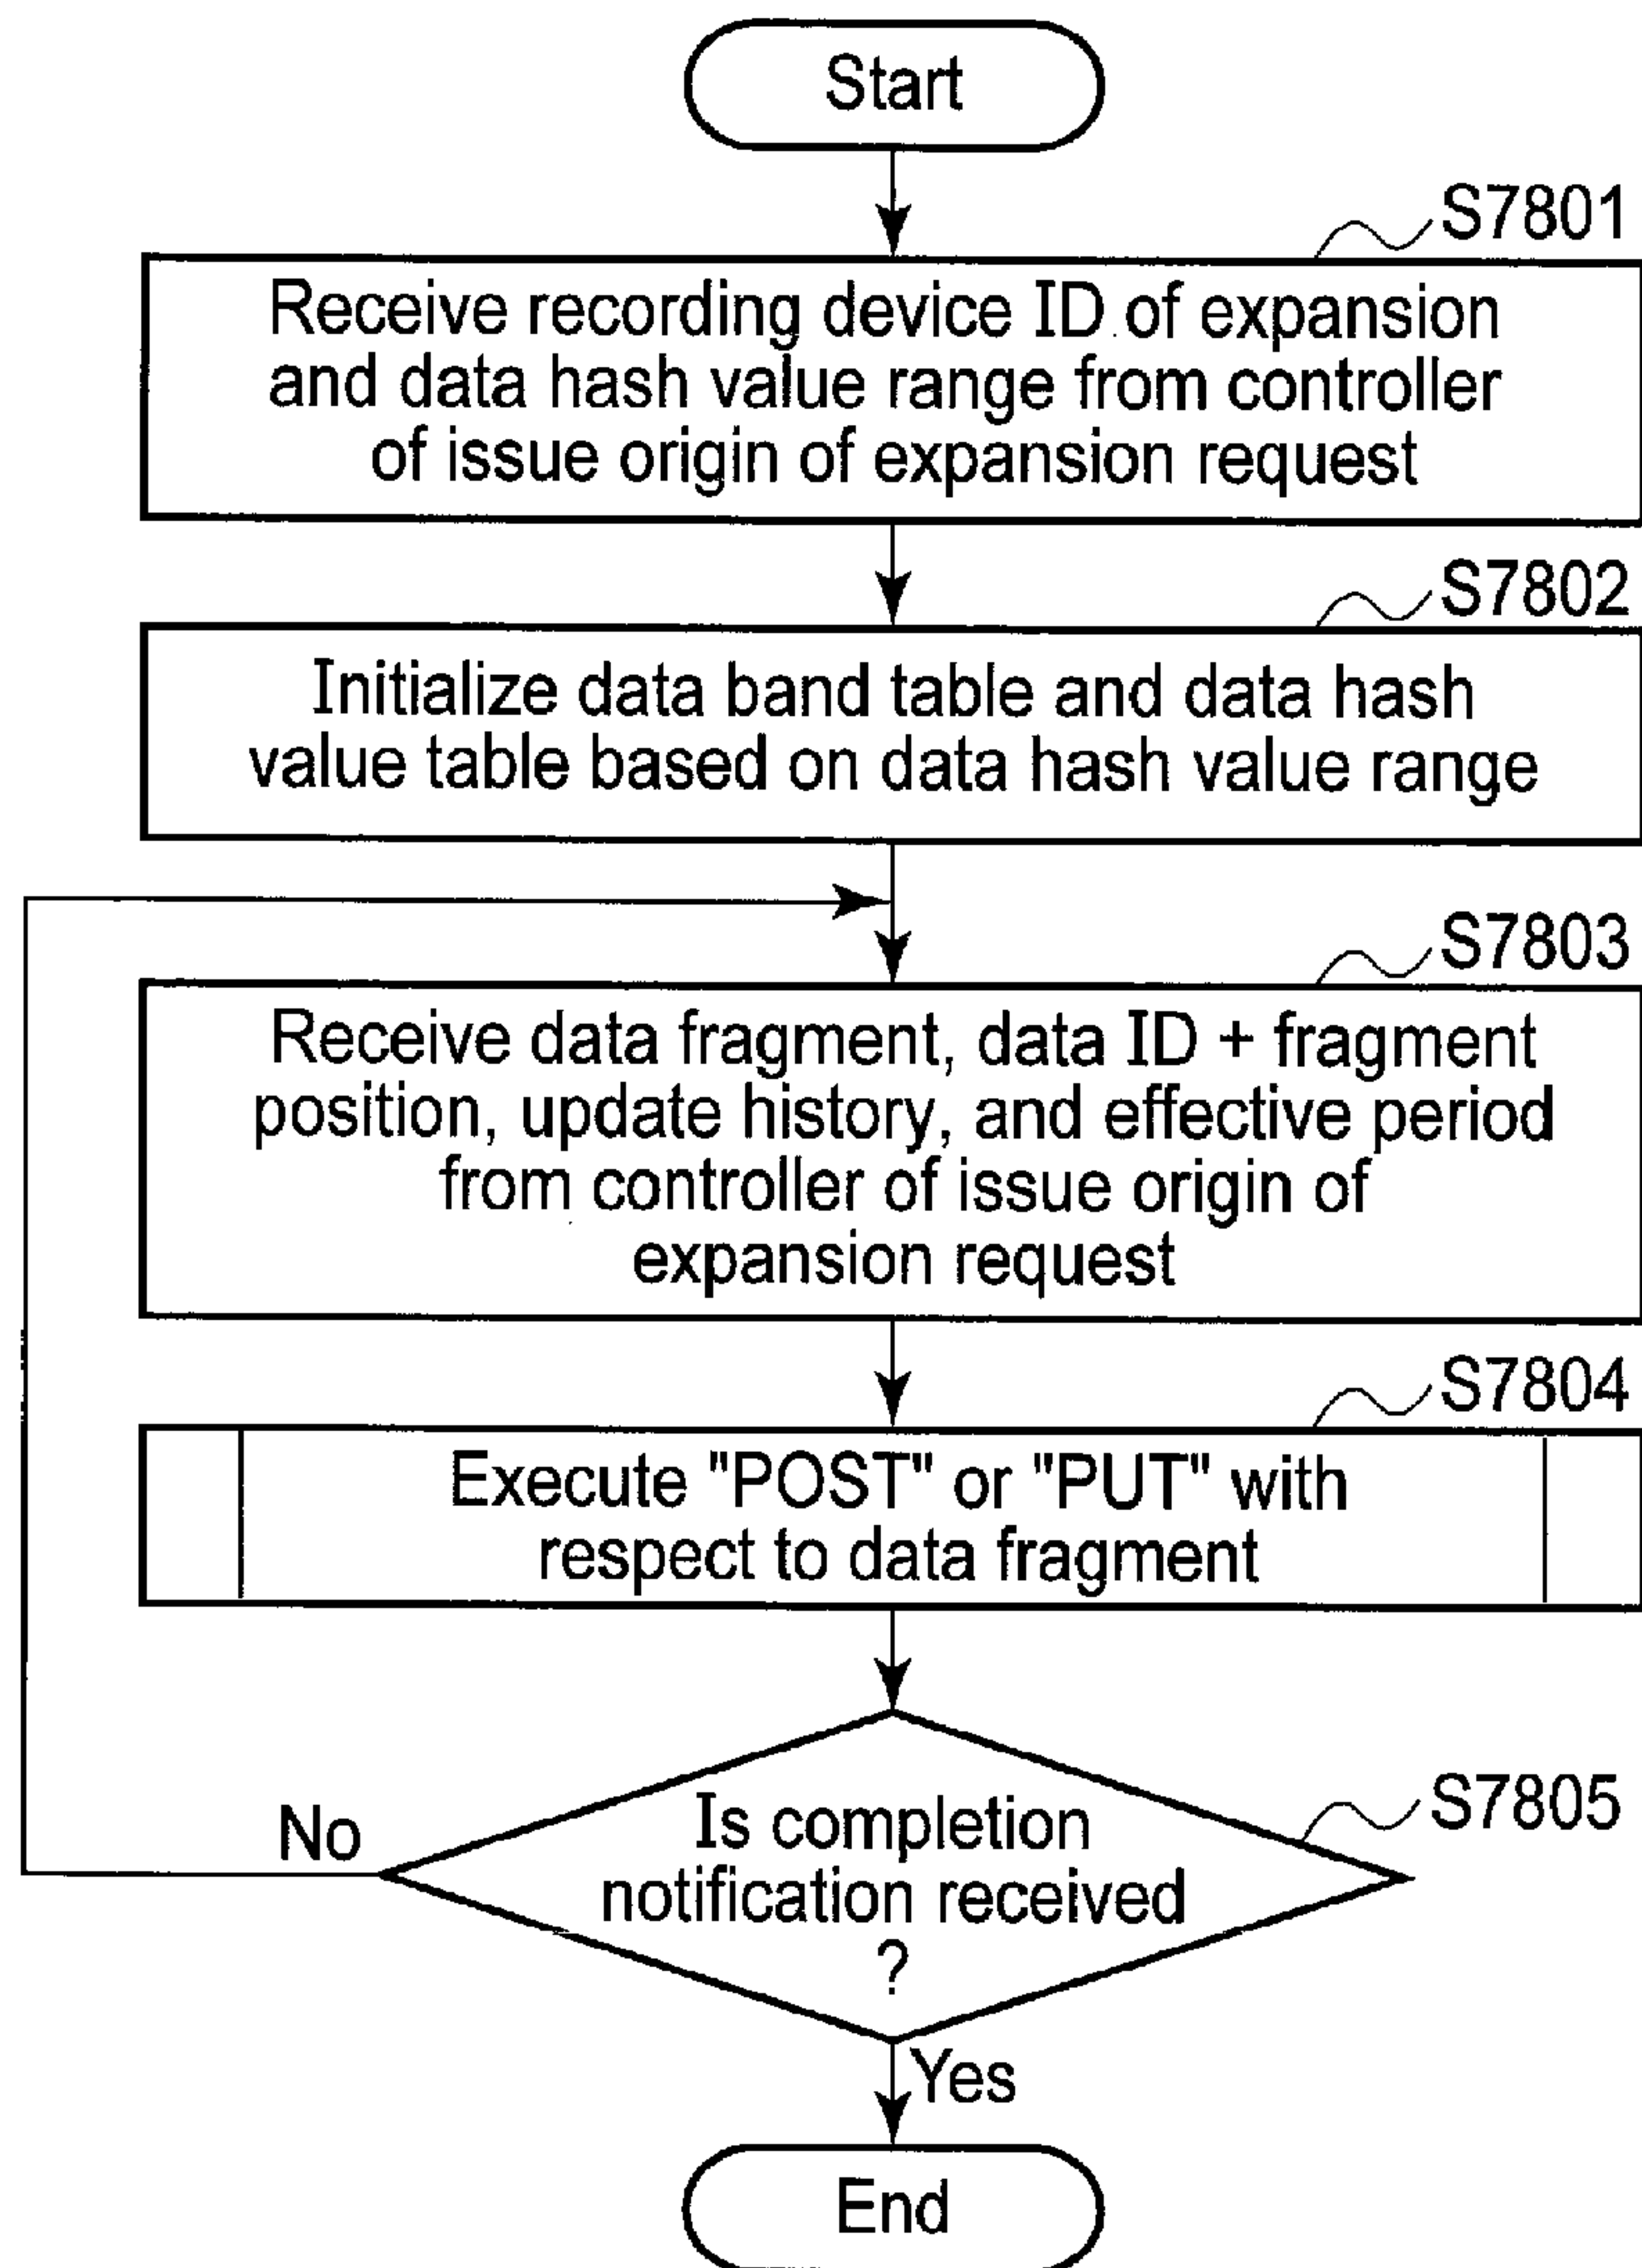 Start
S7801
Receive recording device ID of expansion
and data hash value range from controller
of issue origin of expansion request
S7802
Initialize data band table and data hash
value table based on data hash value range
S7803
Receive data fragment, data ID + fragment
position, update history, and effective period
from controller of issue origin of
expansion request
S7804
Execute "POST" or "PUT" with
respect to data fragment
S7805
Is completion
notification received
?
No
Yes
End